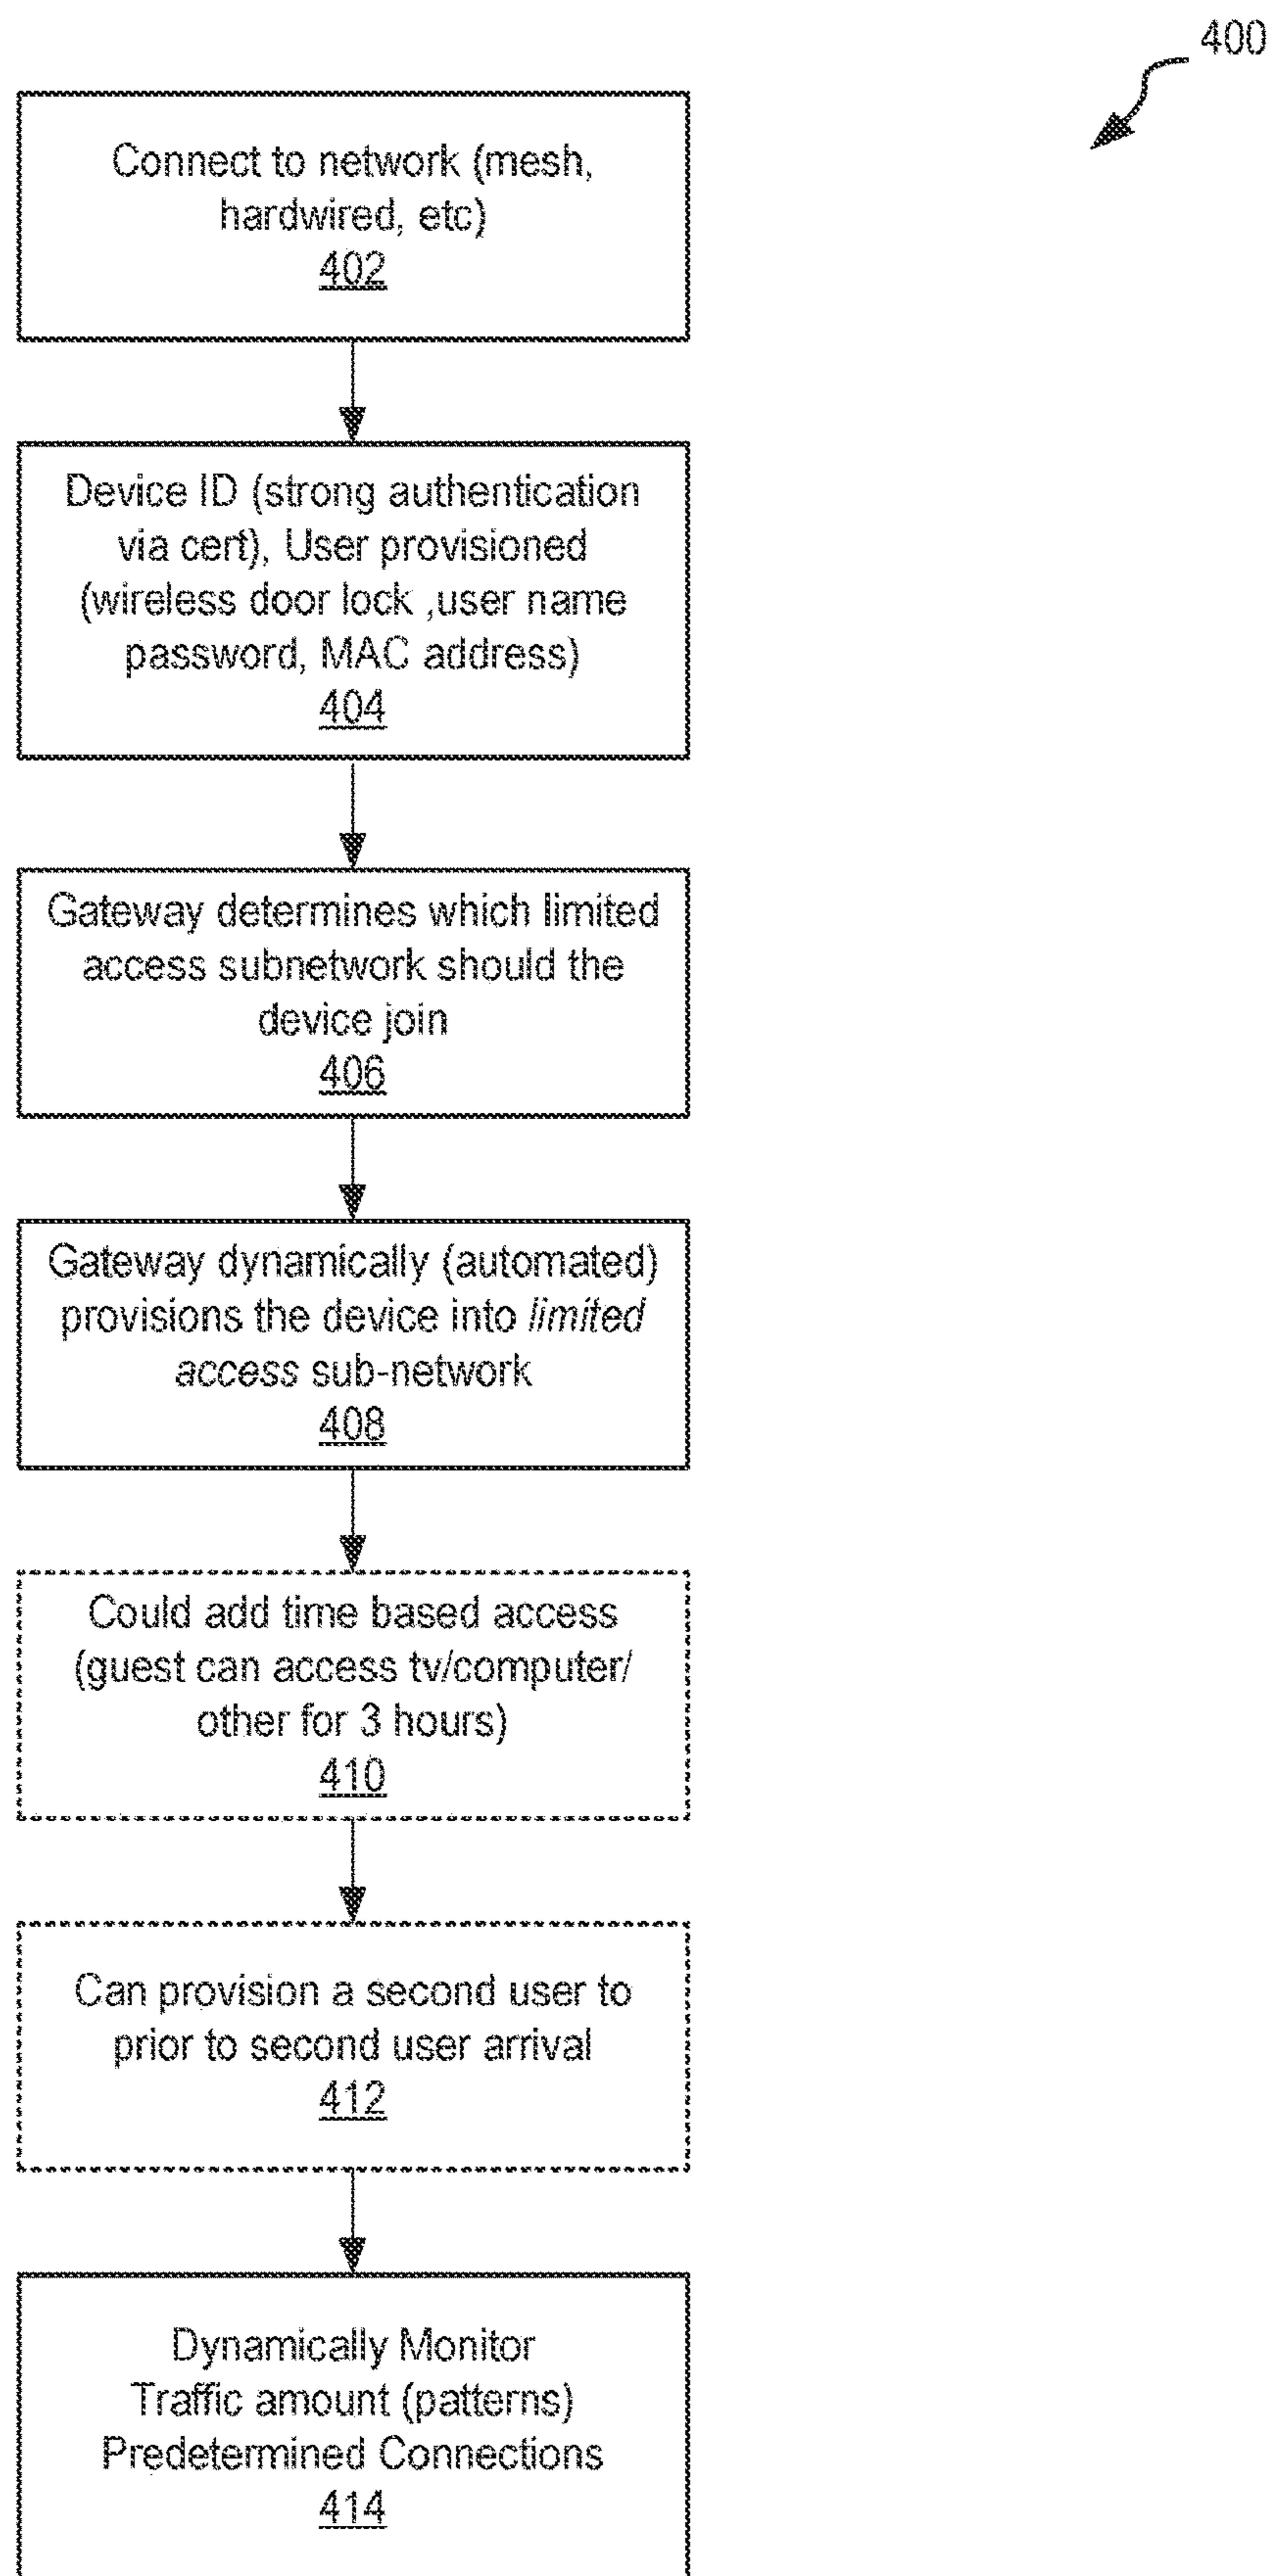 400
Connect to network (mesh,
hardwired, etc)
402
Device ID (strong authentication
via cert), User provisioned
(wireless door lock ,user name
password, MAC address)
404
Gateway determines which limited
access subnetwork should the
device join
406
Gateway dynamically (automated)
provisions the device into limited
access sub-network
408
Could add time based access
(guest can access tv/computer/
other for 3 hours)
410
Can provision a second user to
prior to second user arrival
412
Dynamically Monitor
Traffic amount (patterns)
Predetermined Connections
414